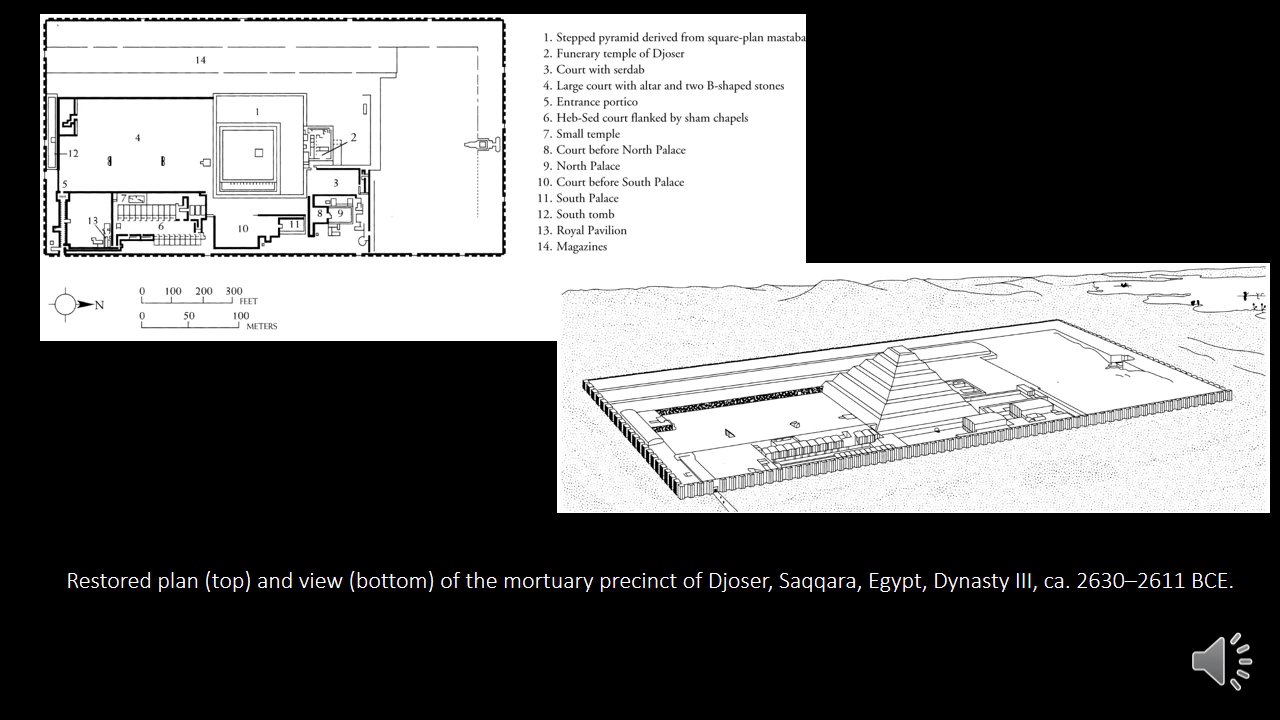 14
1
2
4
12
3
5
7
13
6
8
9
10
11
N
0 100 200 300
FEET
0 50 100
METERS
1. Stepped pyramid derived from square-plan mastaba
2. Funerary temple of Djoser
3. Court with serdab
4. Large court with altar and two B-shaped stones
5. Entrance portico
6. Heb-Sed court flanked by sham chapels
7. Small temple
8. Court before North Palace
9. North Palace
10. Court before South Palace
11. South Palace
12. South tomb
13. Royal Pavilion
14. Magazines
Restored plan (top) and view (bottom) of the mortuary precinct of Djoser, Saqqara, Egypt, Dynasty III, ca. 2630–2611 BCE.